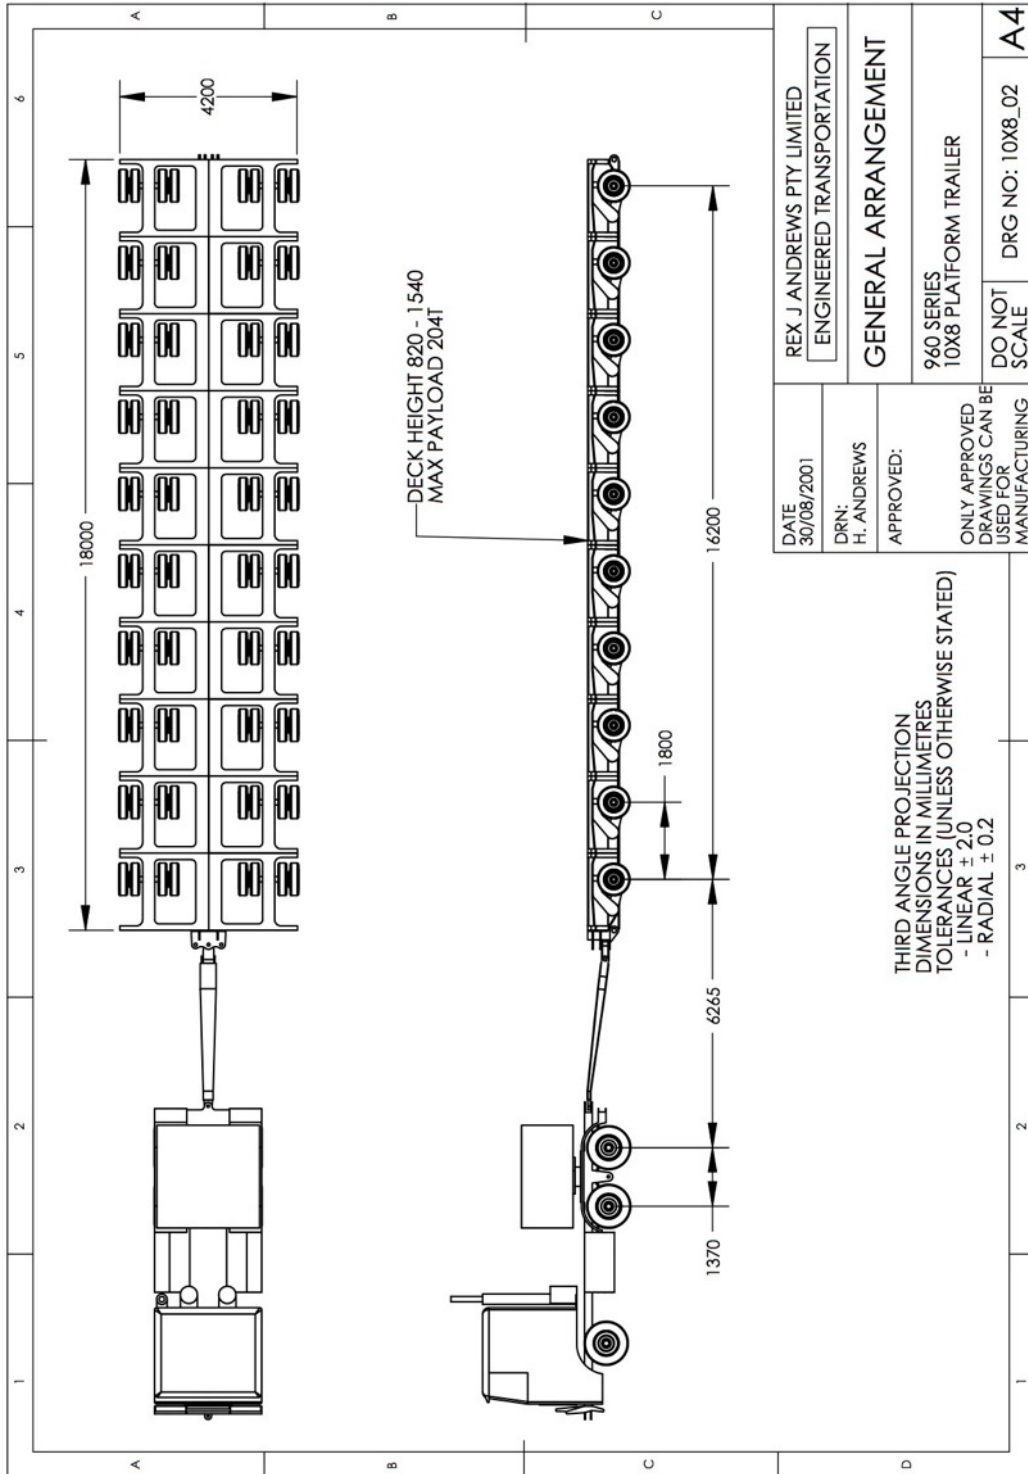 1
2
3
4
5
6
A
A
B
B
C
C
D
1
2
3
18000
4200
DECK HEIGHT 820 - 1540
MAX PAYLOAD 204T
1370
6265
1800
16200
THIRD ANGLE PROJECTION
DIMENSIONS IN MILLIMETRES
TOLERANCES (UNLESS OTHERWISE STATED)
- LINEAR ± 2.0
- RADIAL ± 0.2
DATE
30/08/2001
DRN:
H. ANDREWS
APPROVED:
ONLY APPROVED
DRAWINGS CAN BE
USED FOR
MANUFACTURING
REX J ANDREWS PTY LIMITED
ENGINEERED TRANSPORTATION
GENERAL ARRANGEMENT
960 SERIES
10X8 PLATFORM TRAILER
DO NOT
SCALE
DRG NO: 10X8_02
A4